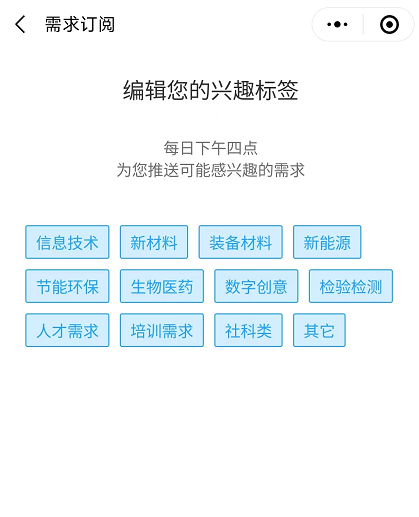 需求订阅
编辑您的兴趣标签
每日下午四点
为您推送可能感兴趣的需求
信息技术 新材料 装备材料 新能源
节能环保 生物医药 数字创意 检验检测
人才需求 培训需求 社科类 其它